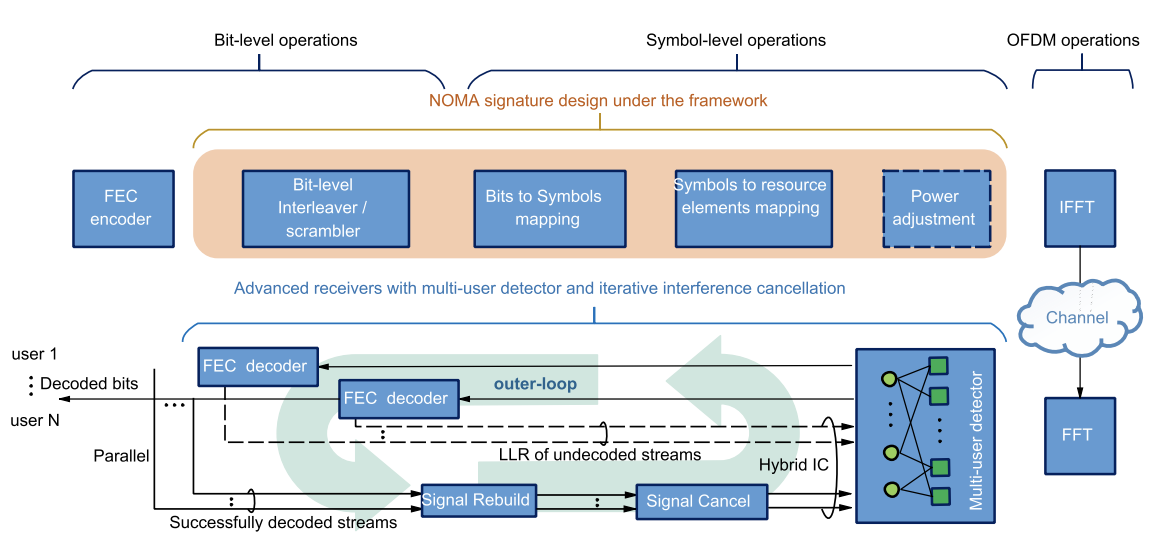 Bit-level operations
Symbol-level operations
OFDM operations
NOMA signature design under the framework
FEC
encoder
Bit-level
Interleaver /
scrambler
Bits to Symbols
mapping
Symbols to resource
elements mapping
Power
adjustment
IFFT
Advanced receivers with multi-user detector and iterative interference cancellation
Channel
user 1
Decoded bits
user N
FEC decoder
FEC decoder
outer-loop
Multi-user detector
FFT
Parallel
LLR of undecoded streams
Hybrid IC
Signal Rebuild
Signal Cancel
Successfully decoded streams